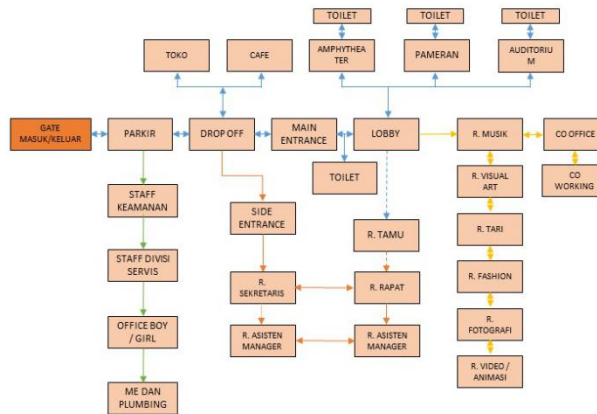 TOILET
TOILET
TOILET
TOKO
CAFE
AMPHYTHEA
TER
PAMERAN
AUDITORIU
M
GATE
MASUK/KELUAR
PARKIR
DROP OFF
MAIN
ENTRANCE
LOBBY
R. MUSIK
CO OFFICE
TOILET
R. VISUAL
ART
CO
WORKING
STAFF
KEAMANAN
SIDE
ENTRANCE
R. TAMU
R. TARI
STAFF DIVISI
SERVIS
R.
SEKRETARIS
R. RAPAT
R. FASHION
OFFICE BOY
/ GIRL
R. ASISTEN
MANAGER
R. ASISTEN
MANAGER
R.
FOTOGRAFI
ME DAN
PLUMBING
R. VIDEO /
ANIMASI